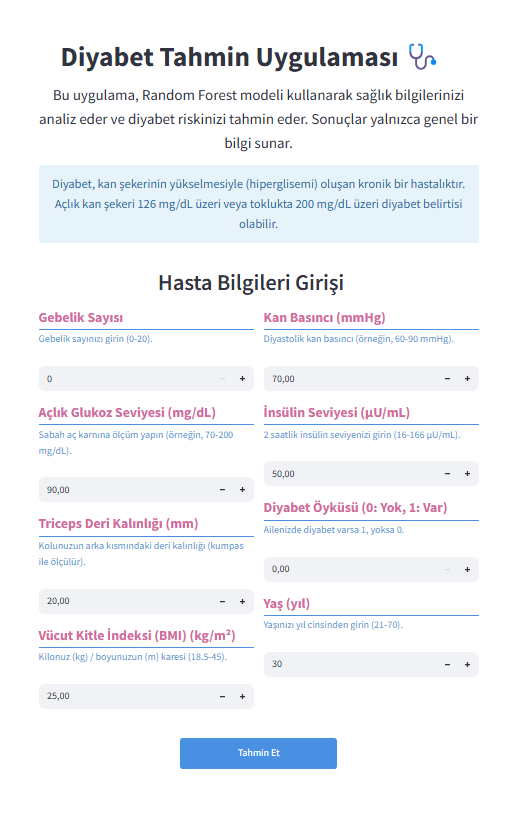 Diyabet Tahmin Uygulaması
Bu uygulama, Random Forest modeli kullanarak sağlık bilgilerinizi
analiz eder ve diyabet riskinizi tahmin eder. Sonuçlar yalnızca genel bir
bilgi sunar.
Diyabet, kan şekerinin yükselmesiyle (hiperglisemi) oluşan kronik bir hastalıktır.
Açlık kan şekeri 126 mg/dL üzeri veya toklukta 200 mg/dL üzeri diyabet belirtisi
olabilir.
Hasta Bilgileri Girişi
Gebelik Sayısı
Gebelik sayınızı girin (0-20).
0
Açlık Glukoz Seviyesi (mg/dL)
Sabah aç karnına ölçüm yapın (örneğin, 70-200
mg/dL).
90,00
Triceps Deri Kalınlığı (mm)
Kolunuzun arka kısmındaki deri kalınlığı (kumpas
ile ölçülür).
20,00
Vücut Kitle İndeksi (BMI) (kg/m²)
Kilonuz (kg) / boyunuzun (m) karesi (18.5-45).
25,00
Kan Basıncı (mmHg)
Diyastolik kan basıncı (örneğin, 60-90 mmHg).
70,00
İnsülin Seviyesi (µU/mL)
2 saatlik insülin seviyenizi girin (16-166 µU/mL).
50,00
Diyabet Öyküsü (0: Yok, 1: Var)
Ailenizde diyabet varsa 1, yoksa 0.
0,00
Yaş (yıl)
Yaşınızı yıl cinsinden girin (21-70).
30
Tahmin Et